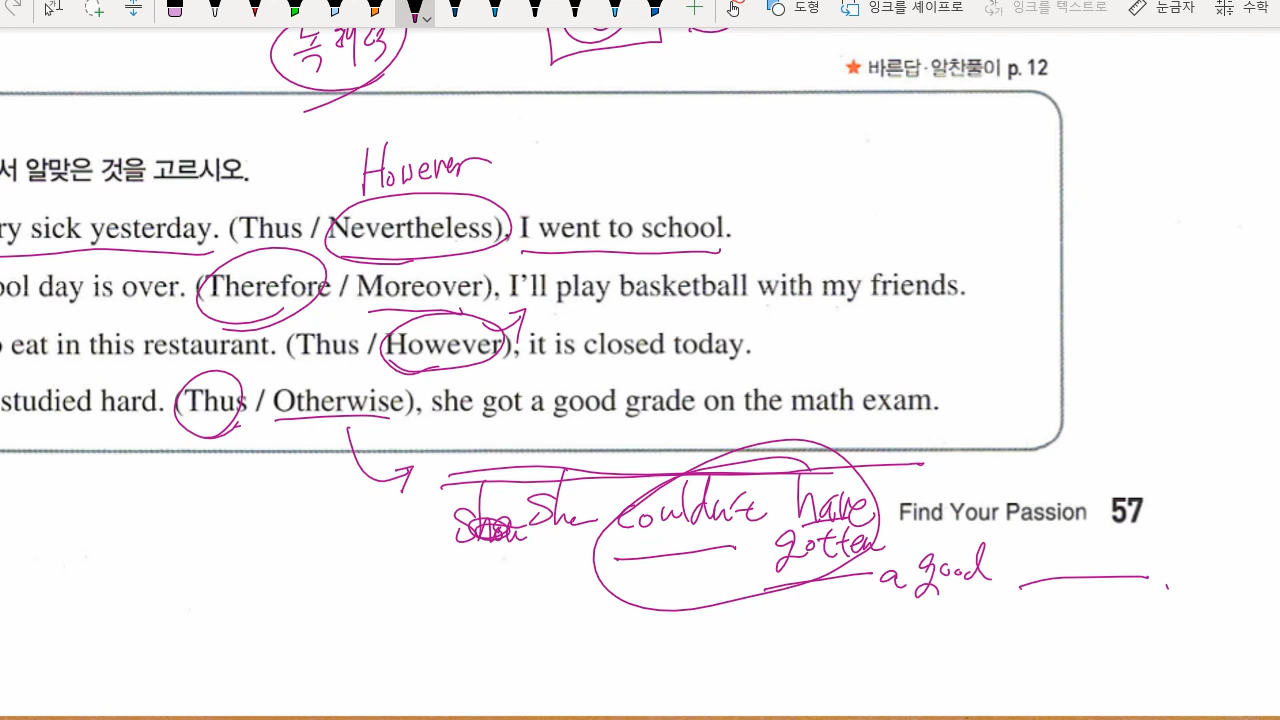 도형 잉크를 셰이프로 잉크를 텍스트로 눈금자 수학
녹
★ 바른답·알찬풀이 p. 12
서 알맞은 것을 고르시오.
However
ry sick yesterday. (Thus / Nevertheless), I went to school.
ool day is over. (Therefore / Moreover), I'll play basketball with my friends.
o eat in this restaurant. (Thus / However), it is closed today.
studied hard. (Thus / Otherwise), she got a good grade on the math exam.
She couldn't have
gotten
a good
Find Your Passion 57